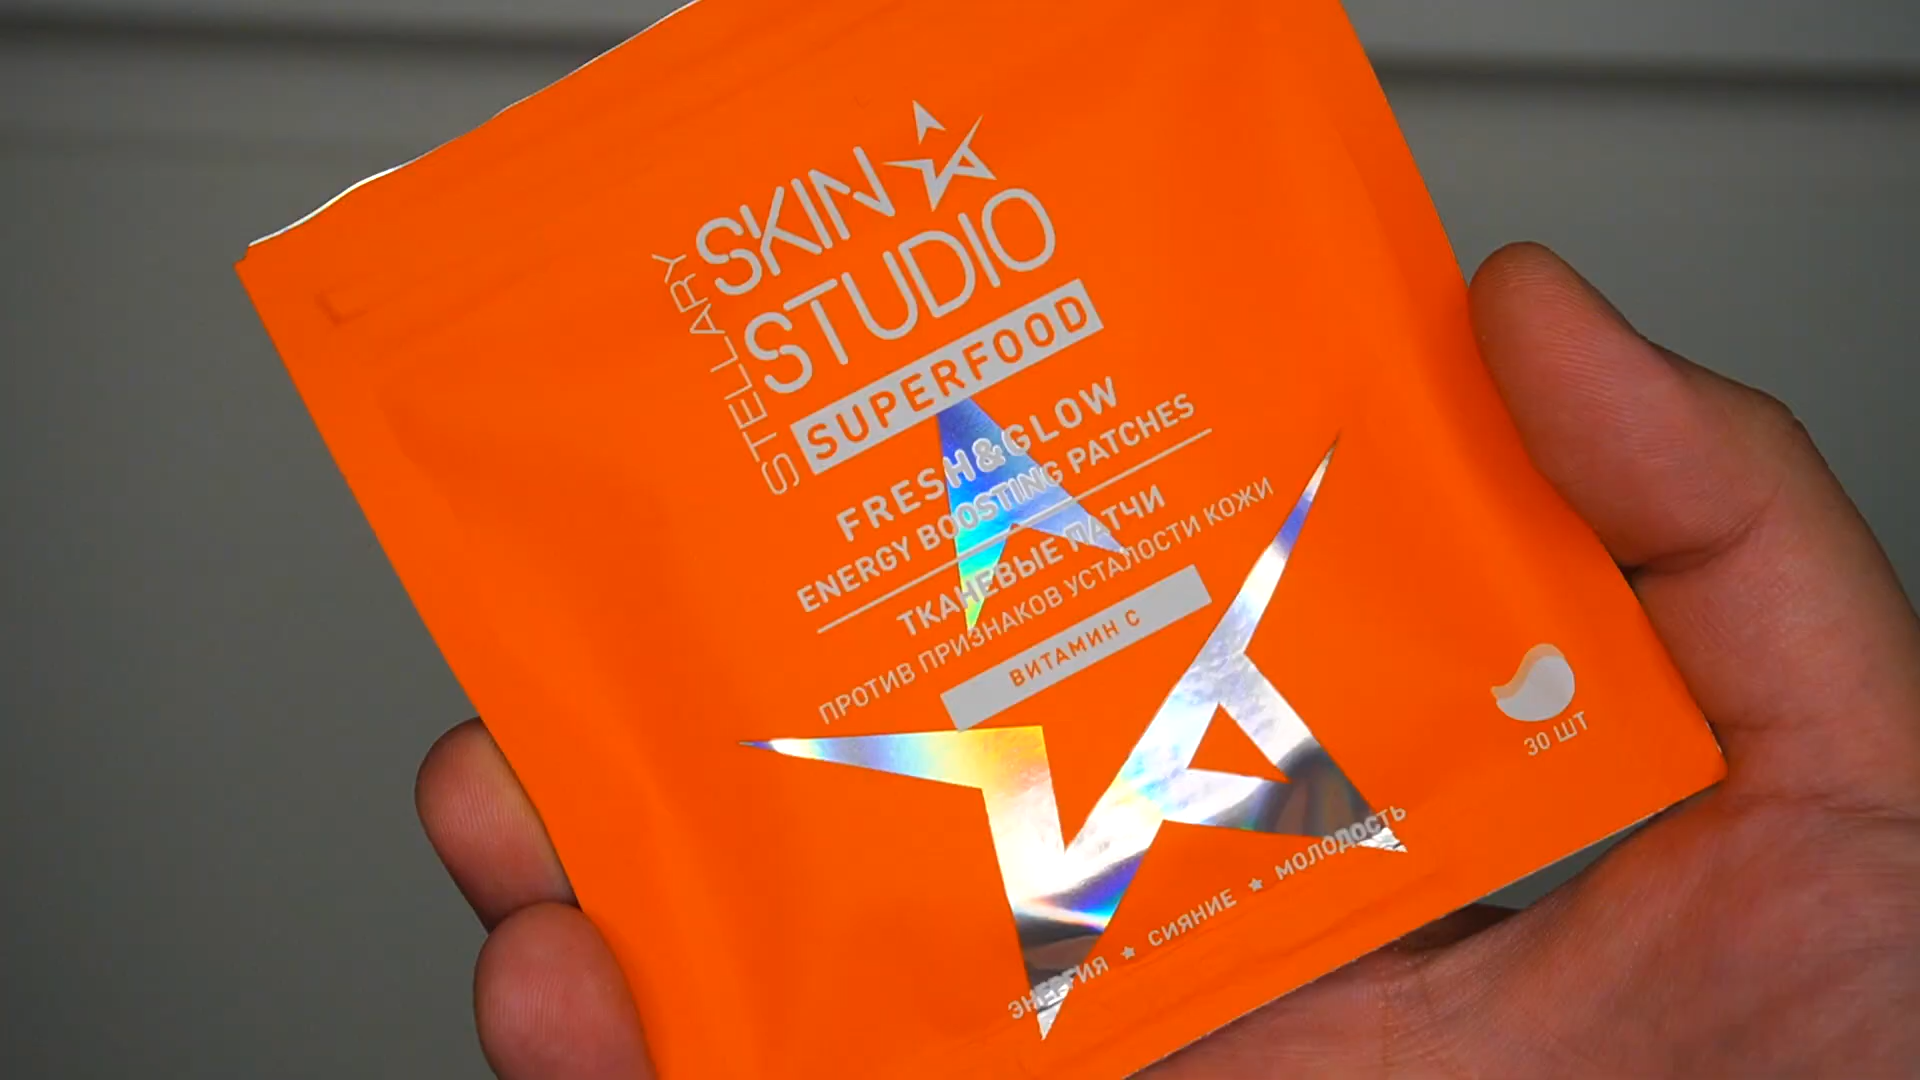 STELLARY
SKIN
STUDIO
SUPERFOOD
FRESH&GLOW
ENERGY BOOSTING PATCHES
ТКАНЕВЫЕ ПАТЧИ
ПРОТИВ ПРИЗНАКОВ УСТАЛОСТИ КОЖИ
ВИТАМИН С
30 ШТ
ЭНЕРГИЯ ★ СИЯНИЕ ★ МОЛОДОСТЬ